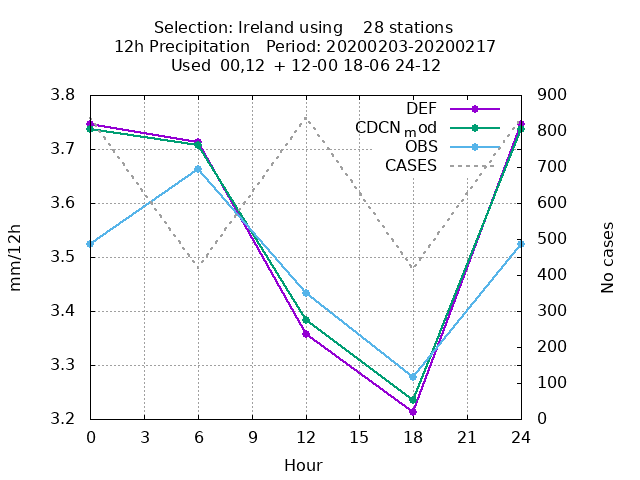 Selection: Ireland using    28 stations
12h Precipitation   Period: 20200203-20200217
Used  00,12  + 12-00 18-06 24-12
3.8
3.7
3.6
3.5
3.4
3.3
3.2
900
800
700
600
500
400
300
200
100
0
DEF
CDCN_mod
OBS
CASES
mm/12h
No cases
0 3 6 9 12 15 18 21 24
Hour